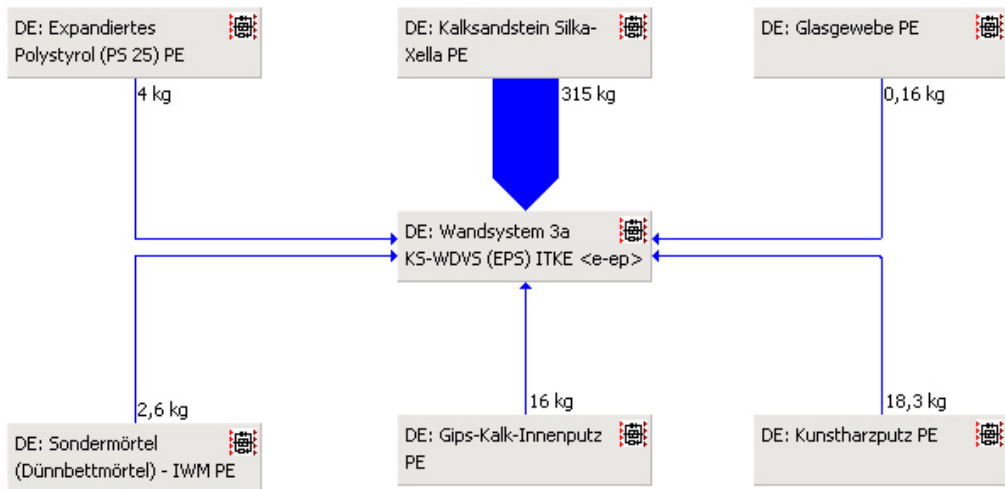 DE: Expandiertes
Polystyrol (PS 25) PE
DE: Kalksandstein Silka-
Xella PE
DE: Glasgewebe PE
4 kg
315 kg
0,16 kg
DE: Wandsystem 3a
KS-WDVS (EPS) ITKE <e-ep>
2,6 kg
16 kg
18,3 kg
DE: Sondermörtel
(Dünnbettmörtel) - IWM PE
DE: Gips-Kalk-Innenputz
PE
DE: Kunstharzputz PE